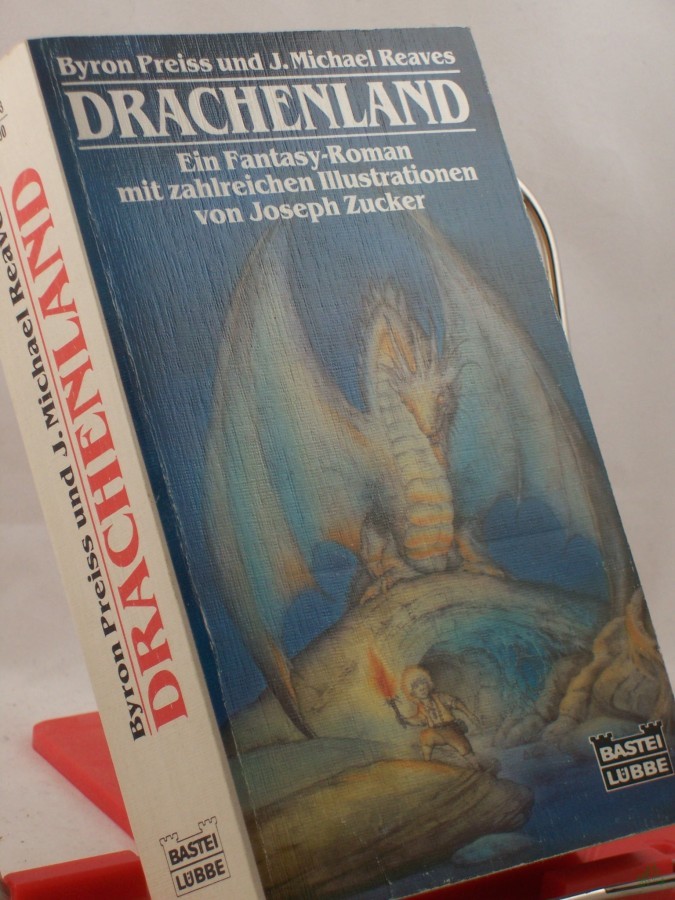 Byron Preiss und J. Michael Reaves
DRACHENLAND
Ein Fantasy-Roman
mit zahlreichen Illustrationen
von Joseph Zucker
BASTEI
LÜBBE
Byron Preiss und J. Michael Reave
DRACHENLAND
BASTEI
LÜBBE